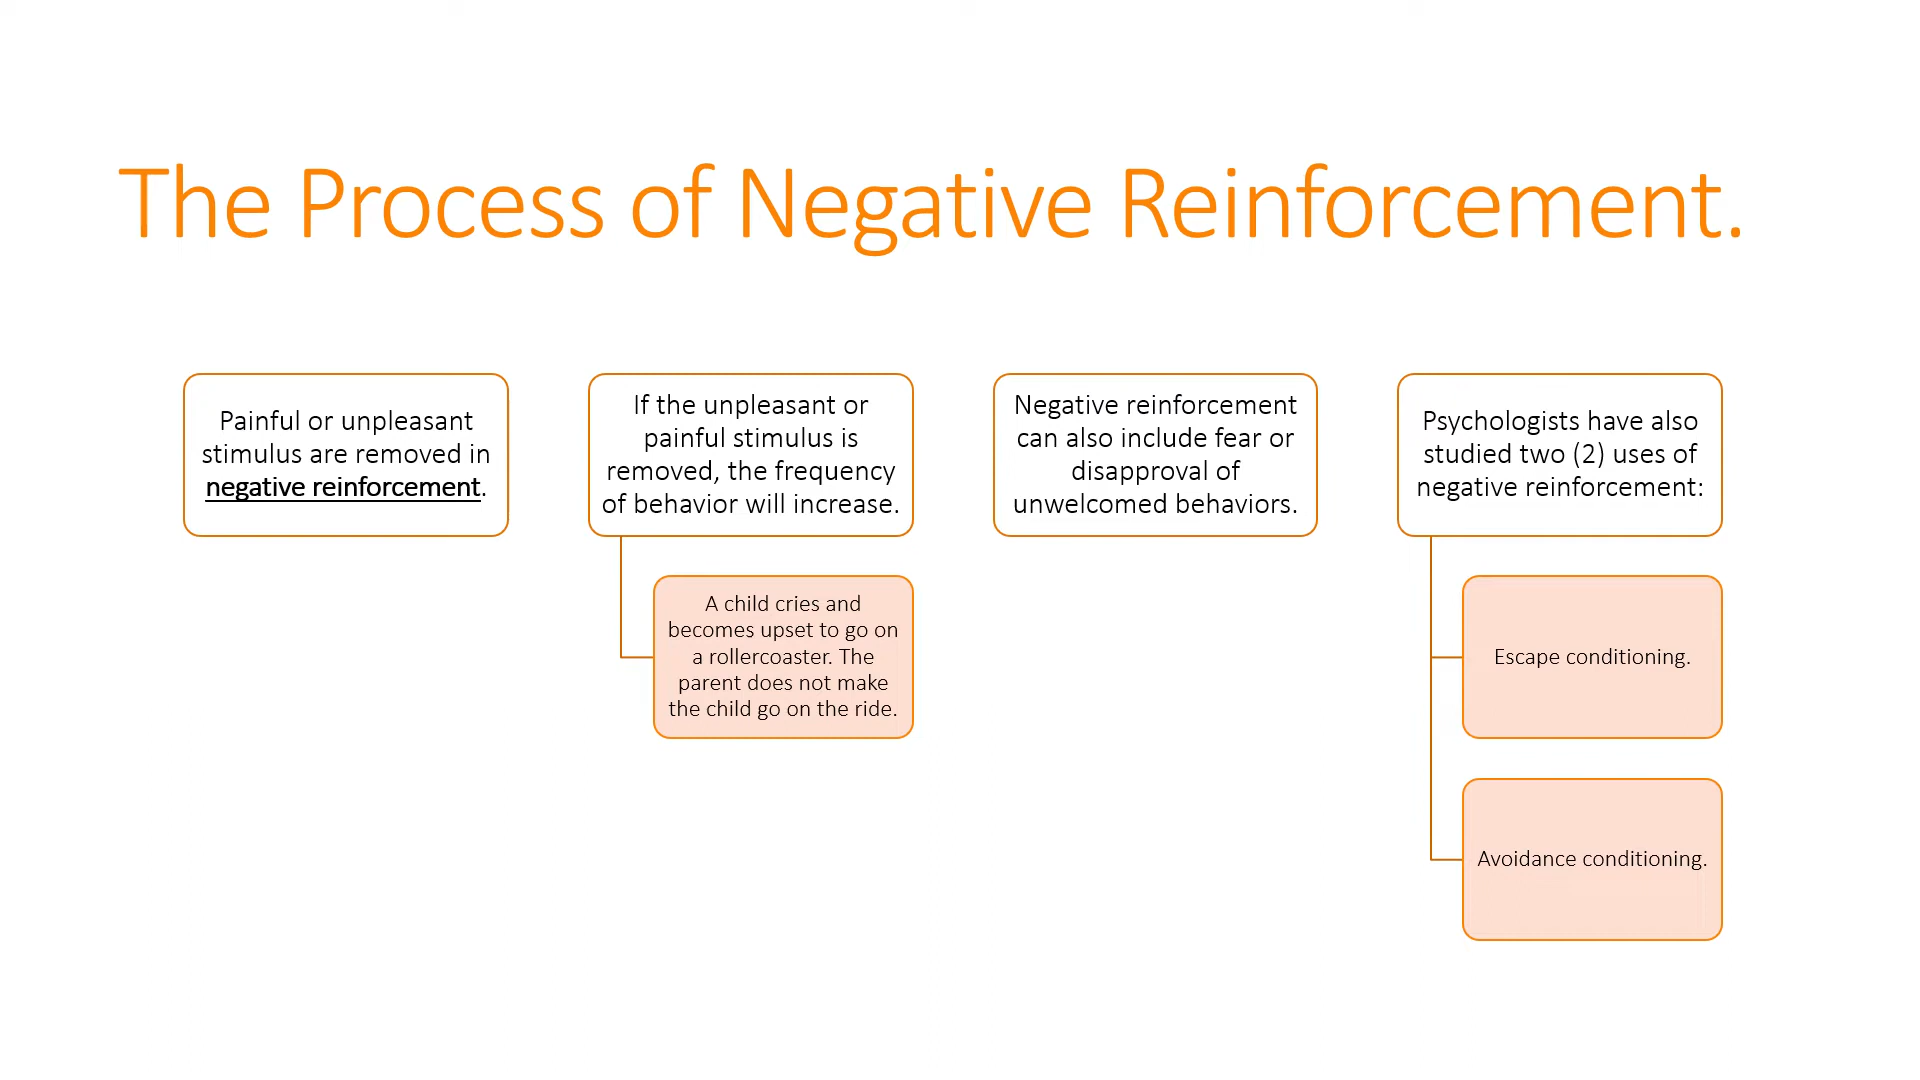 The Process of Negative Reinforcement.
Painful or unpleasant
stimulus are removed in
negative reinforcement.
If the unpleasant or
painful stimulus is
removed, the frequency
of behavior will increase.
A child cries and
becomes upset to go on
a rollercoaster. The
parent does not make
the child go on the ride.
Negative reinforcement
can also include fear or
disapproval of
unwelcomed behaviors.
Psychologists have also
studied two (2) uses of
negative reinforcement:
Escape conditioning.
Avoidance conditioning.